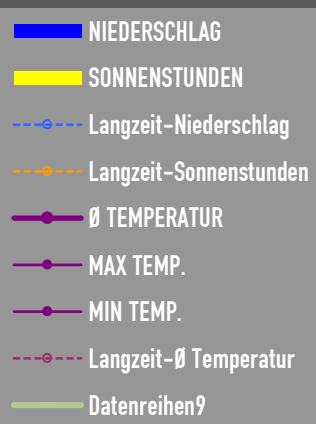 NIEDERSCHLAG
SONNENSTUNDEN
Langzeit-Niederschlag
Langzeit-Sonnenstunden
Ø TEMPERATUR
MAX TEMP.
MIN TEMP.
Langzeit-Ø Temperatur
Datenreihen9